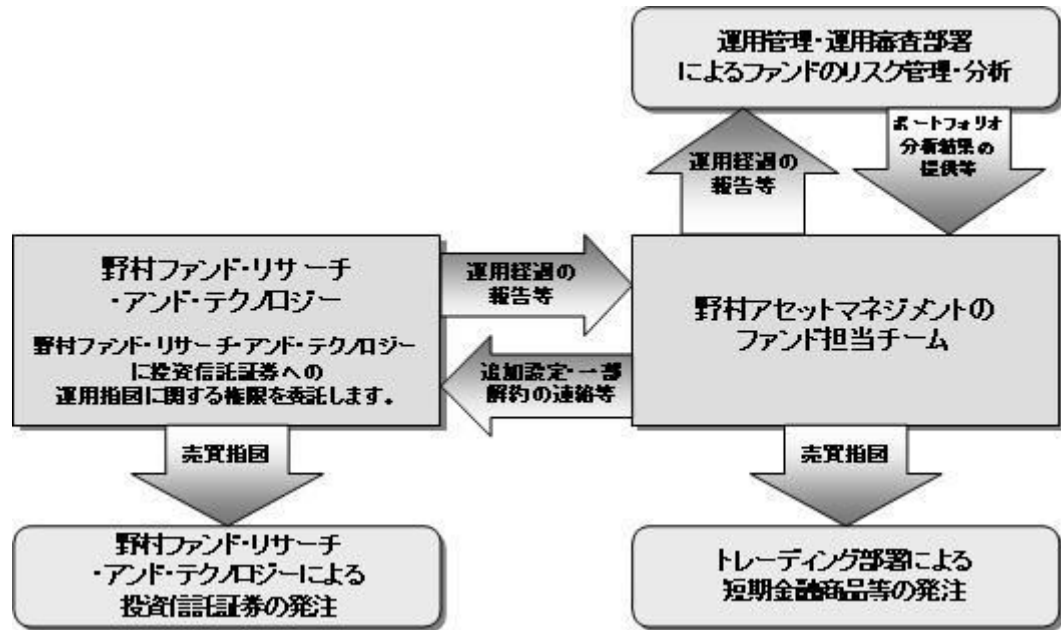 運用管理・運用審査部署
によるファンドのリスク管理・分析
運用経過の
報告等
ポートフォリオ
分析結果の
提供等
野村ファンド・リサーチ
・アンド・テクノロジー
野村ファンド・リサーチ・アンド・テクノロジー
に投資信託証券への
運用指図に関する権限を委託します。
運用経過の
報告等
追加設定・一部
解約の連絡等
野村アセットマネジメントの
ファンド担当チーム
売買指図
売買指図
野村ファンド・リサーチ
・アンド・テクノロジーによる
投資信託証券の発注
トレーディング部署による
短期金融商品等の発注